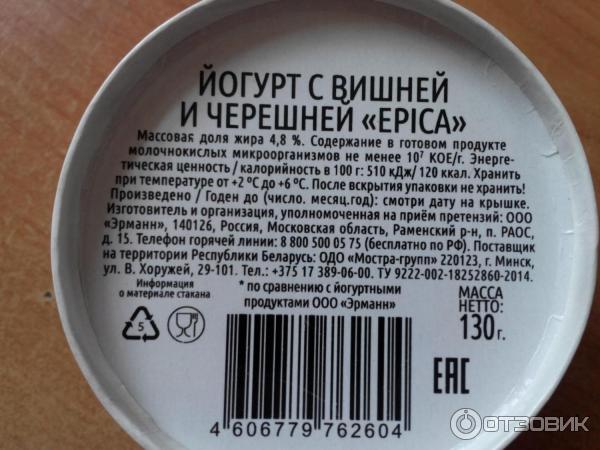 ЙОГУРТ С ВИШНЕЙ
И ЧЕРЕШНЕЙ «EPICA»
Массовая доля жира 4,8 %. Содержание в готовом продукте
молочнокислых микроорганизмов не менее 10⁷ КОЕ/г. Энерге-
тическая ценность / калорийность в 100 г: 510 кДж/ 120 ккал. Хранить
при температуре от +2 ºС до +6 ºС. После вскрытия упаковки не хранить!
Произведено / Годен до (число. месяц.год): смотри дату на крышке.
Изготовитель и организация, уполномоченная на приём претензий: ООО
«Эрманн», 140126, Россия, Московская область, Раменский р-н, п. РАОС,
д. 15. Телефон горячей линии: 8 800 500 05 75 (бесплатно по РФ). Поставщик
на территории Республики Беларусь: ОДО «Мостра-групп» 220123, г. Минск,
ул. В. Хоружей, 29-101. Тел.: +375 17 389-06-00. ТУ 9222-002-18252860-2014.
Информация
о материале стакана
* по сравнению с йогуртными
продуктами ООО «Эрманн»
МАССА
НЕТТО:
130 г.
5
EAC
4 606779 762604
ОТЗОВИК